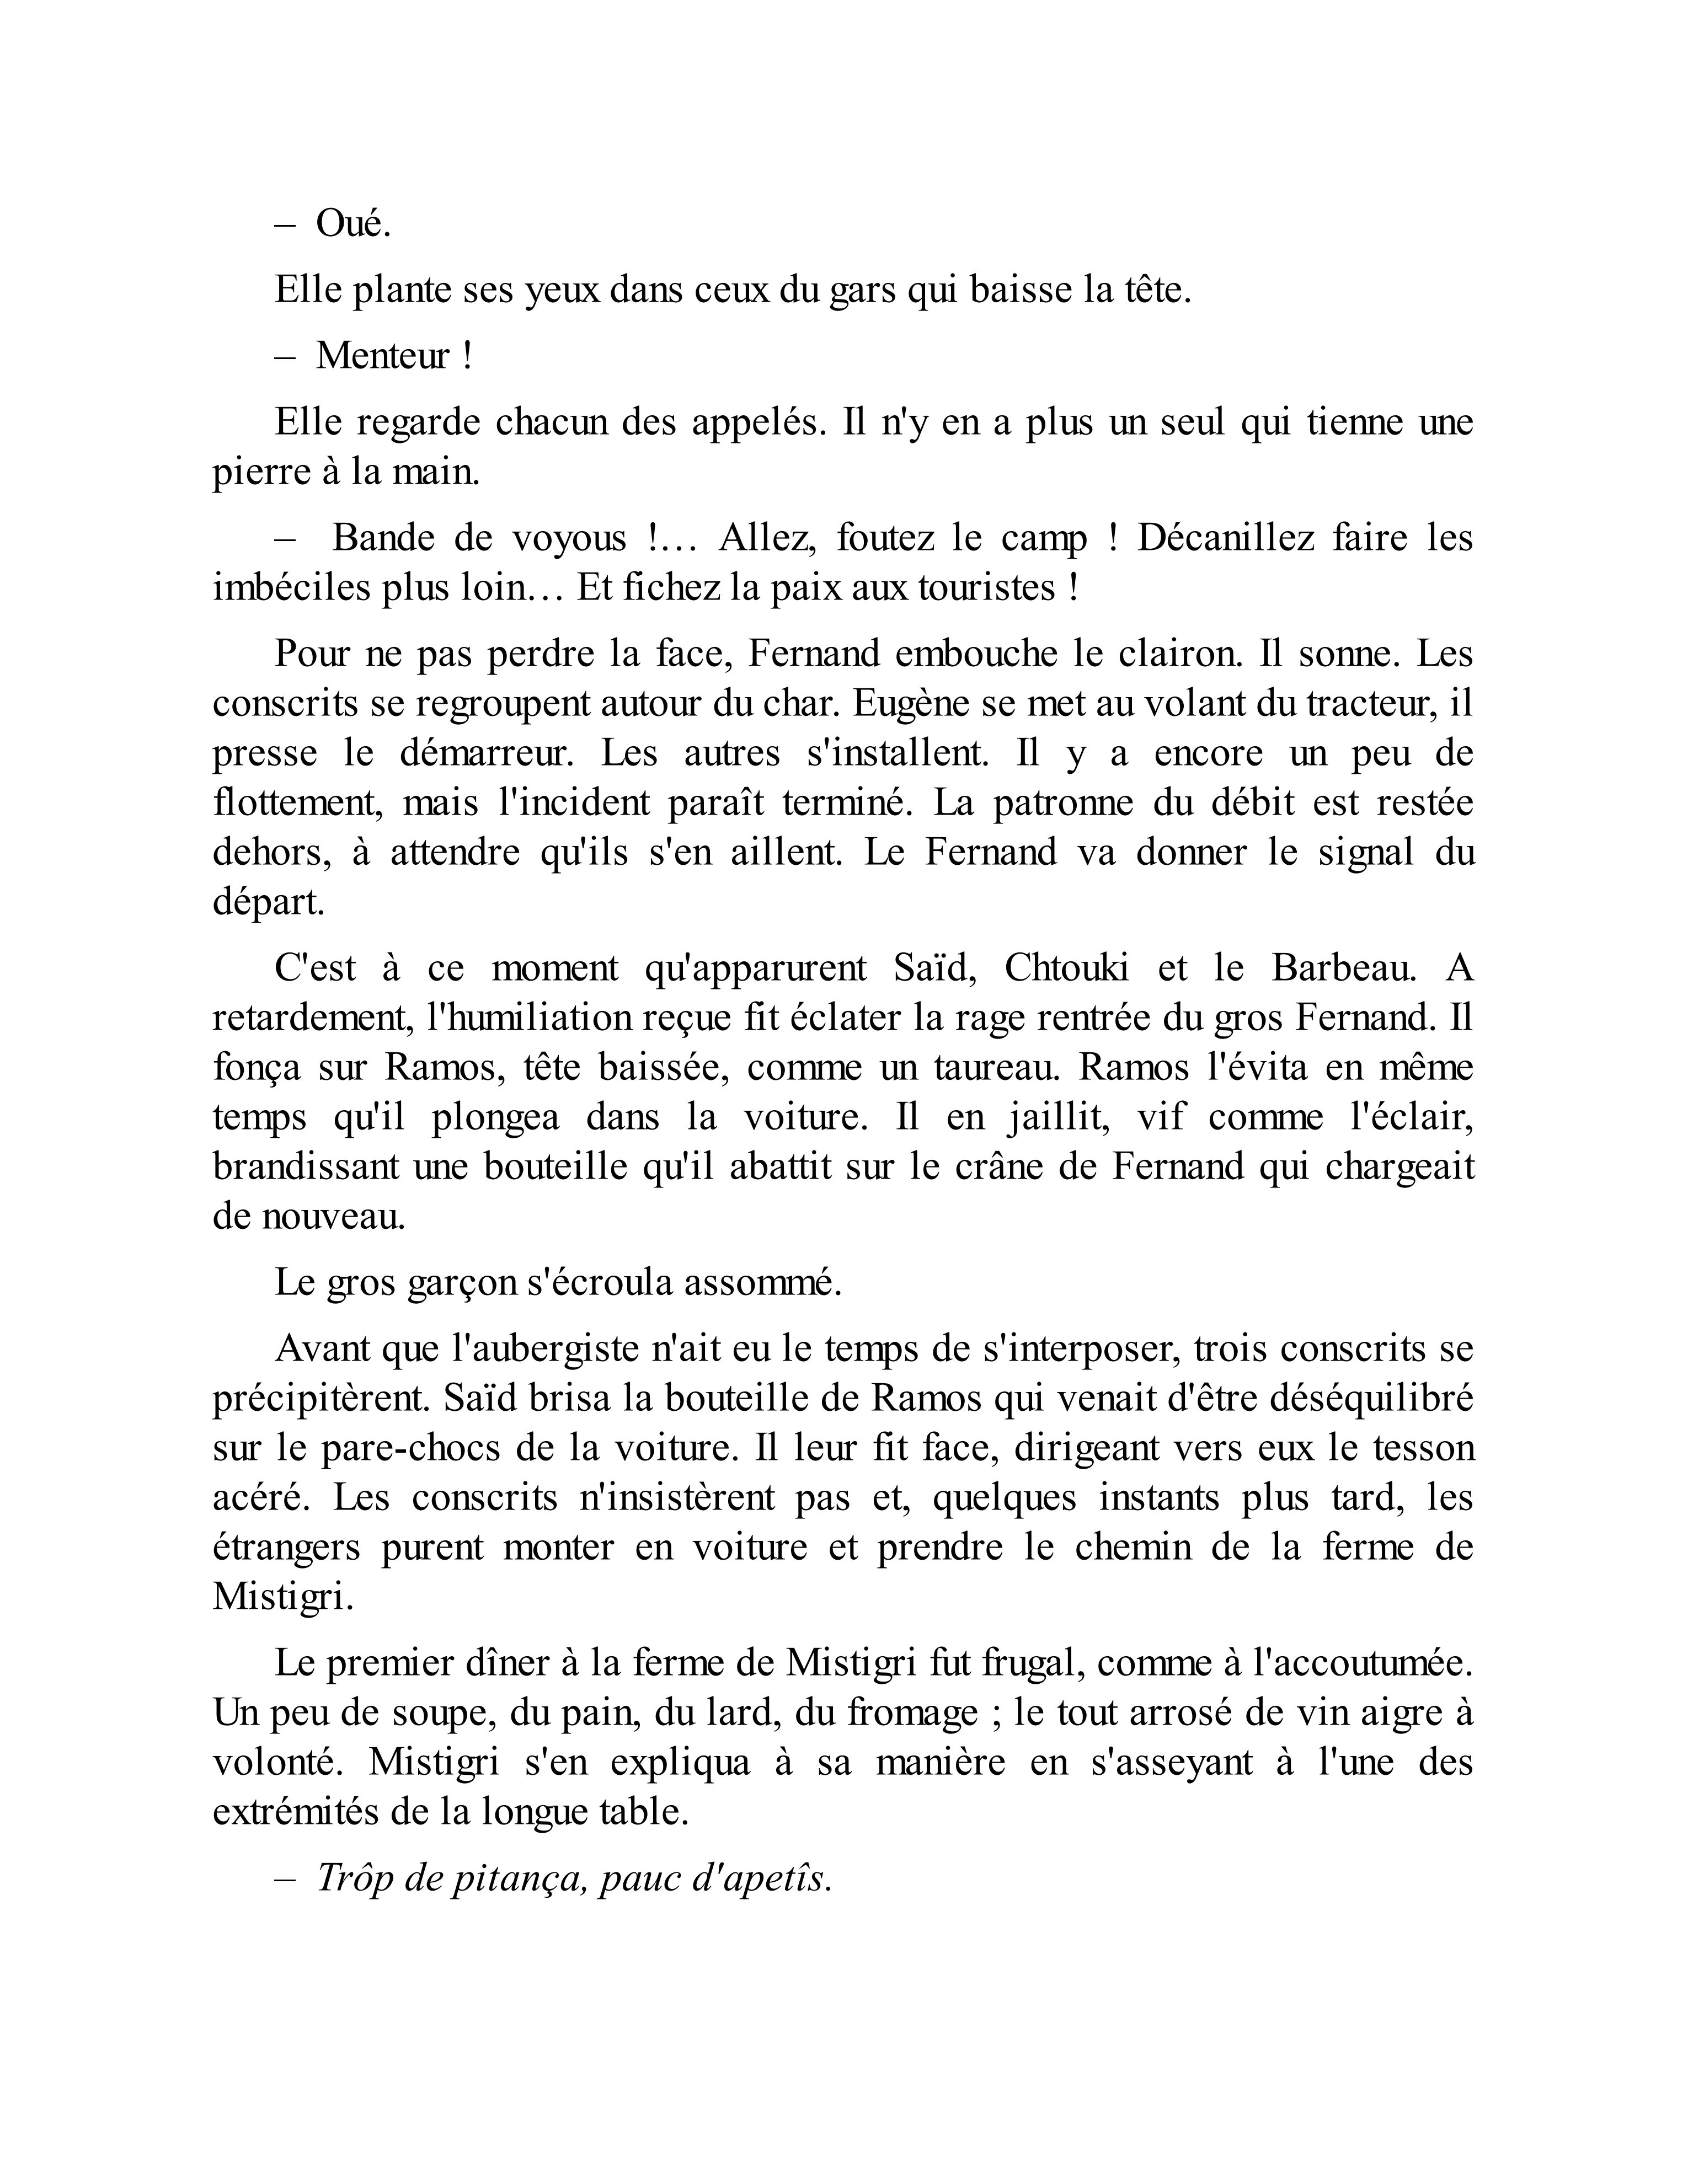 – Oué.
Elle plante ses yeux dans ceux du gars qui baisse la tête.
– Menteur !
Elle regarde chacun des appelés. Il n'y en a plus un seul qui tienne une
pierre à la main.
– Bande de voyous !… Allez, foutez le camp ! Décanillez faire les
imbéciles plus loin… Et fichez la paix aux touristes !
Pour ne pas perdre la face, Fernand embouche le clairon. Il sonne. Les
conscrits se regroupent autour du char. Eugène se met au volant du tracteur, il
presse le démarreur. Les autres s'installent. Il y a encore un peu de
flottement, mais l'incident paraît terminé. La patronne du débit est restée
dehors, à attendre qu'ils s'en aillent. Le Fernand va donner le signal du
départ.
C'est à ce moment qu'apparurent Saïd, Chtouki et le Barbeau. A
retardement, l'humiliation reçue fit éclater la rage rentrée du gros Fernand. Il
fonça sur Ramos, tête baissée, comme un taureau. Ramos l'évita en même
temps qu'il plongea dans la voiture. Il en jaillit, vif comme l'éclair,
brandissant une bouteille qu'il abattit sur le crâne de Fernand qui chargeait
de nouveau.
Le gros garçon s'écroula assommé.
Avant que l'aubergiste n'ait eu le temps de s'interposer, trois conscrits se
précipitèrent. Saïd brisa la bouteille de Ramos qui venait d'être déséquilibré
sur le pare-chocs de la voiture. Il leur fit face, dirigeant vers eux le tesson
acéré. Les conscrits n'insistèrent pas et, quelques instants plus tard, les
étrangers purent monter en voiture et prendre le chemin de la ferme de
Mistigri.
Le premier dîner à la ferme de Mistigri fut frugal, comme à l'accoutumée.
Un peu de soupe, du pain, du lard, du fromage ; le tout arrosé de vin aigre à
volonté. Mistigri s'en expliqua à sa manière en s'asseyant à l'une des
extrémités de la longue table.
– Trôp de pitança, pauc d'apetîs.